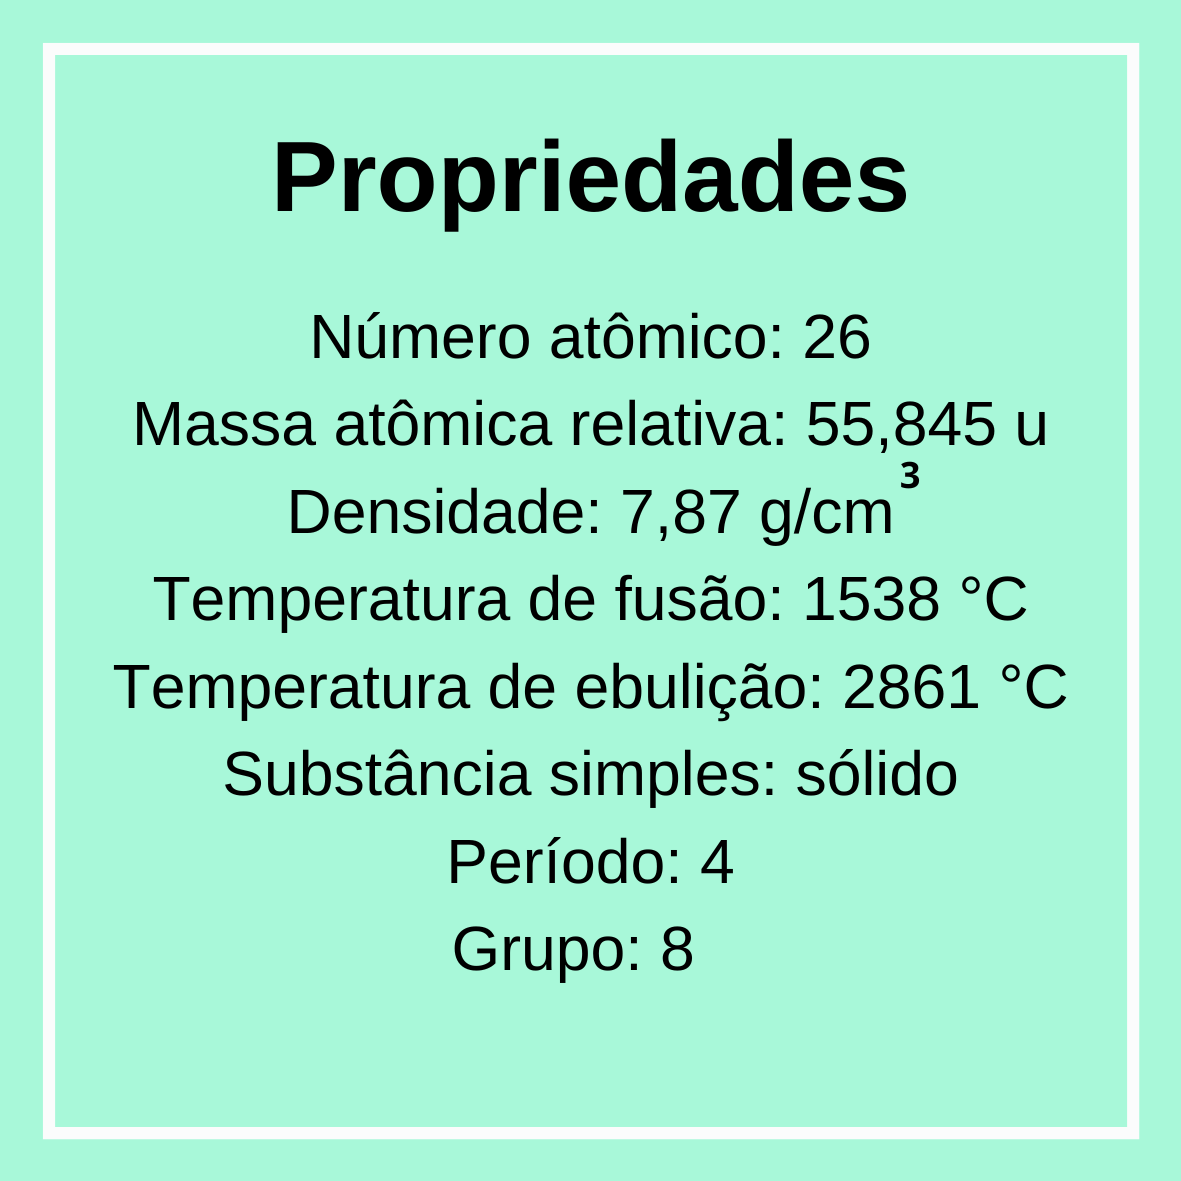 Propriedades
Número atômico: 26
Massa atômica relativa: 55,845 u
Densidade: 7,87 g/cm³
Temperatura de fusão: 1538 °C
Temperatura de ebulição: 2861 °C
Substância simples: sólido
Período: 4
Grupo: 8